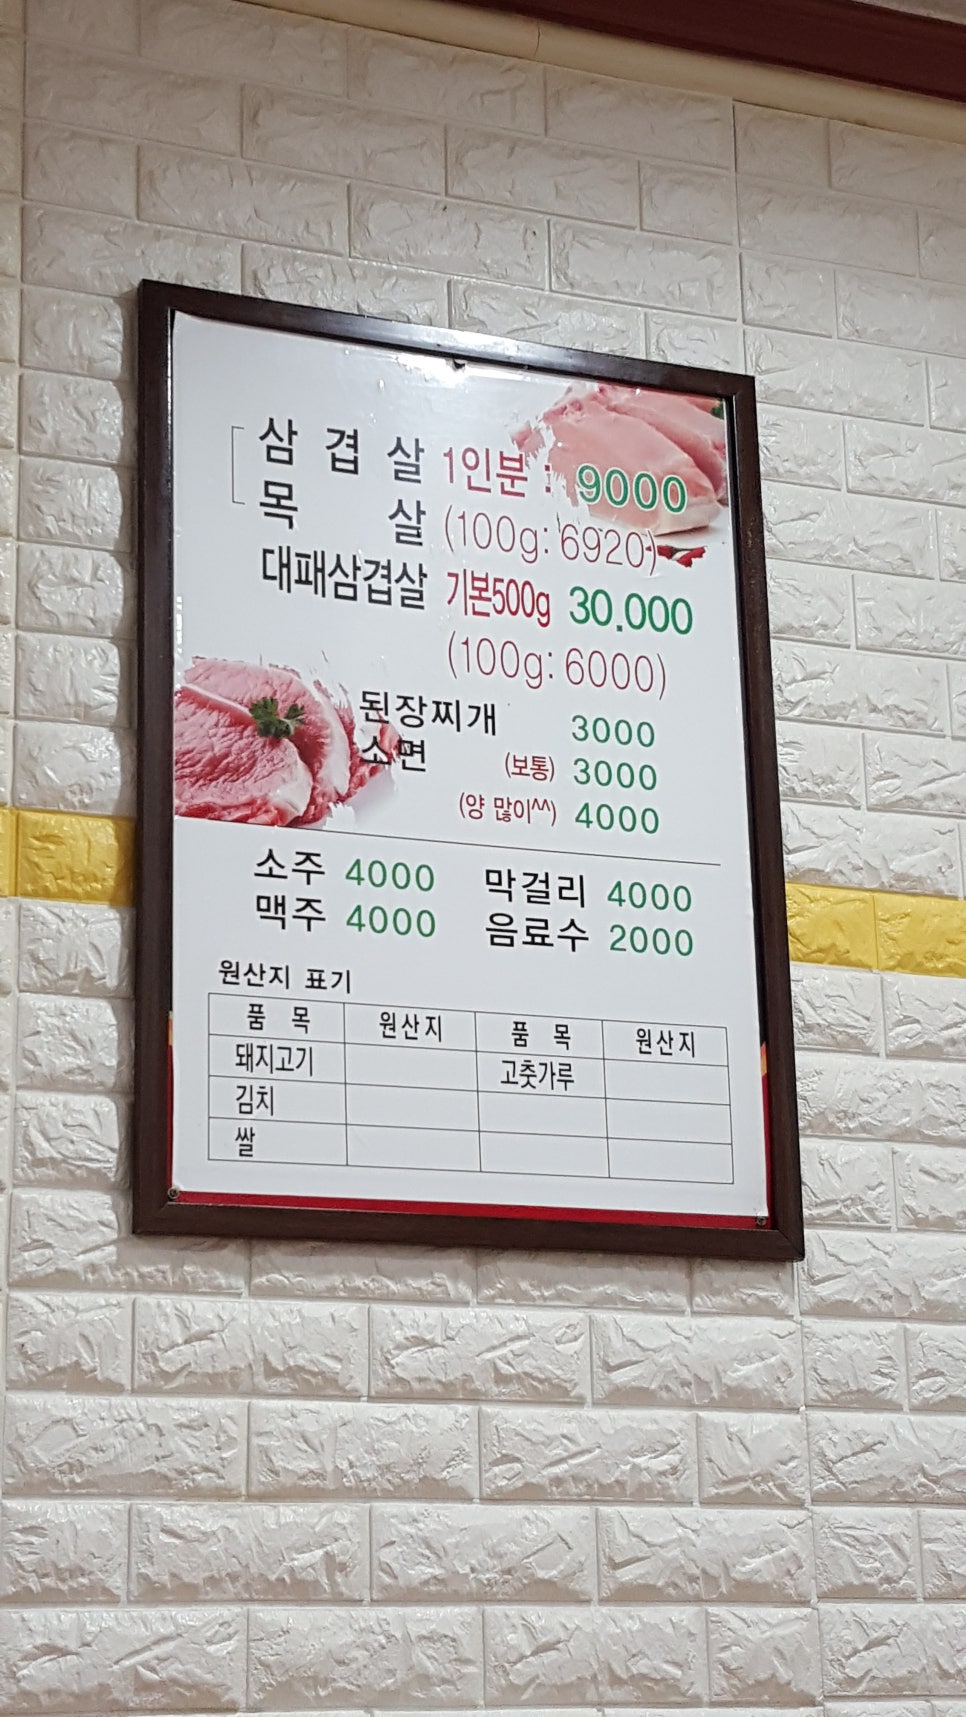 삼겹살 1인분 : 9000
목살 (100g: 6920)
대패삼겹살 기본500g 30.000
(100g: 6000)
된장찌개 3000
소면 (보통) 3000
(양 많이^^) 4000
소주 4000 막걸리 4000
맥주 4000 음료수 2000
원산지 표기
품목 원산지 품목 원산지
돼지고기 고춧가루
김치
쌀